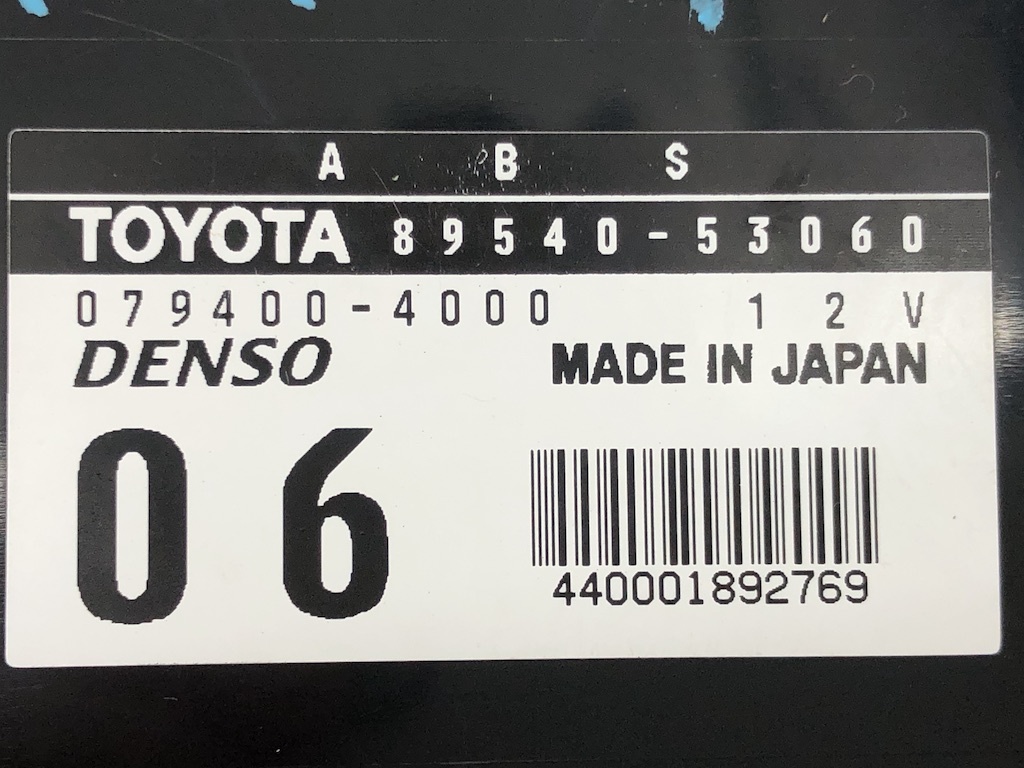 A B S
TOYOTA 89540-53060
079400-4000 12V
DENSO MADE IN JAPAN
06
440001892769